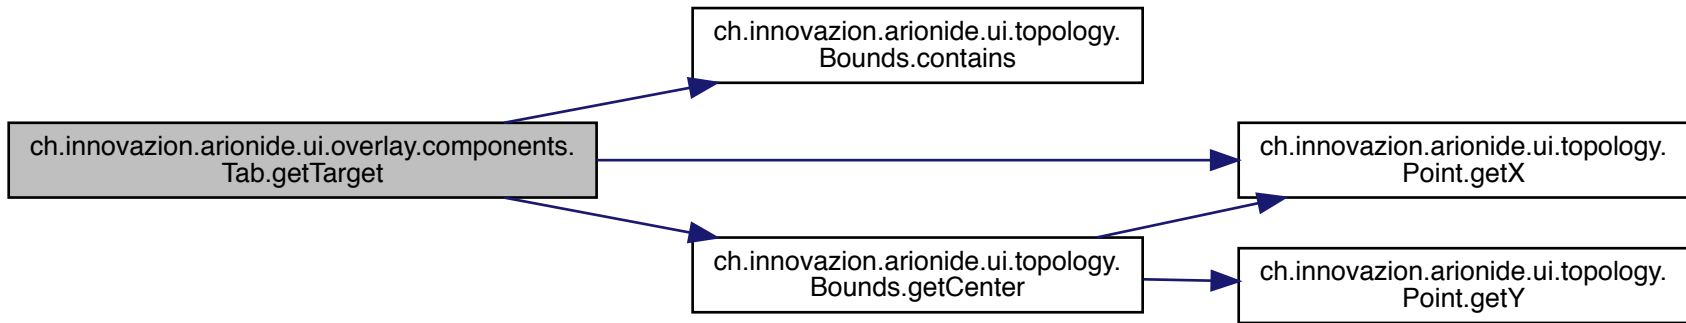 ch.innovazion.arionide.ui.topology.
Bounds.contains
ch.innovazion.arionide.ui.overlay.components.
Tab.getTarget
ch.innovazion.arionide.ui.topology.
Point.getX
ch.innovazion.arionide.ui.topology.
Bounds.getCenter
ch.innovazion.arionide.ui.topology.
Point.getY